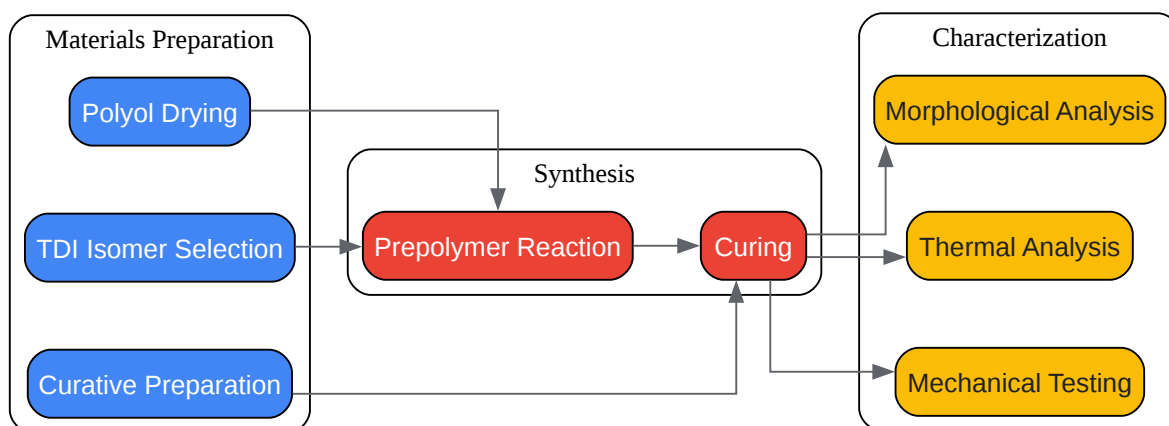 Materials Preparation
Polyol Drying
TDI Isomer Selection
Curative Preparation
Synthesis
Prepolymer Reaction
Curing
Characterization
Morphological Analysis
Thermal Analysis
Mechanical Testing